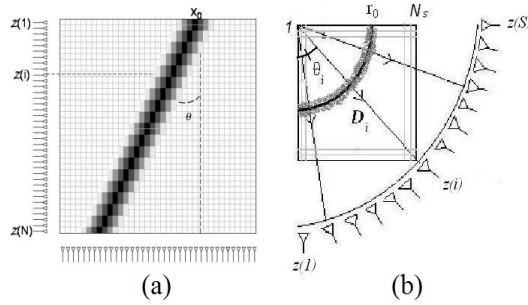 x₀
z(1)
z(i)
θ
z(N)
(a)
1
r₀
Nₛ
z(S)
θᵢ
Dᵢ
z(i)
z(1)
(b)